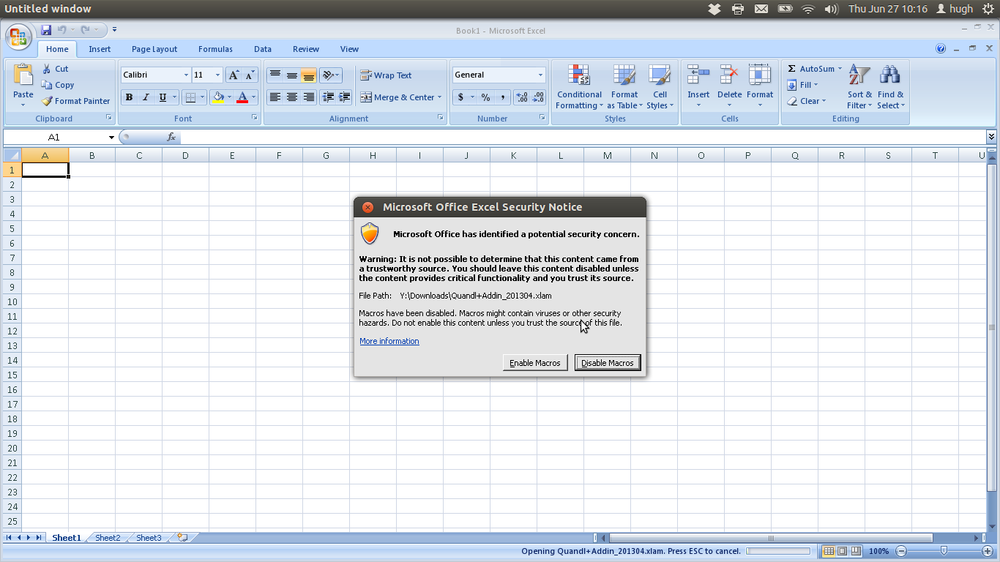 Untitled window
Thu Jun 27 10:16 hugh
Book1 - Microsoft Excel
Home Insert Page Layout Formulas Data Review View
Paste
Cut
Copy
Format Painter
Clipboard
Calibri 11
A A
B I U A
Font
Wrap Text
Merge & Center
Alignment
General
$ % ,
Number
Conditional Formatting
Format as Table
Cell Styles
Styles
Insert Delete Format
Cells
Σ AutoSum
Fill
Clear
Sort & Filter
Find & Select
Editing
A1 fx
A B C D E F G H I J K L M N O P Q R S T U
1
2
3
4
5
6
7
8
9
10
11
12
13
14
15
16
17
18
19
20
21
22
23
24
25
Microsoft Office Excel Security Notice
Microsoft Office has identified a potential security concern.
Warning: It is not possible to determine that this content came from
a trustworthy source. You should leave this content disabled unless
the content provides critical functionality and you trust its source.
File Path: Y:\Downloads\Quandl+Addin_201304.xlam
Macros have been disabled. Macros might contain viruses or other security
hazards. Do not enable this content unless you trust the source of this file.
More information
Enable Macros Disable Macros
Sheet1 Sheet2 Sheet3
Opening Quandl+Addin_201304.xlam. Press ESC to cancel. 100%